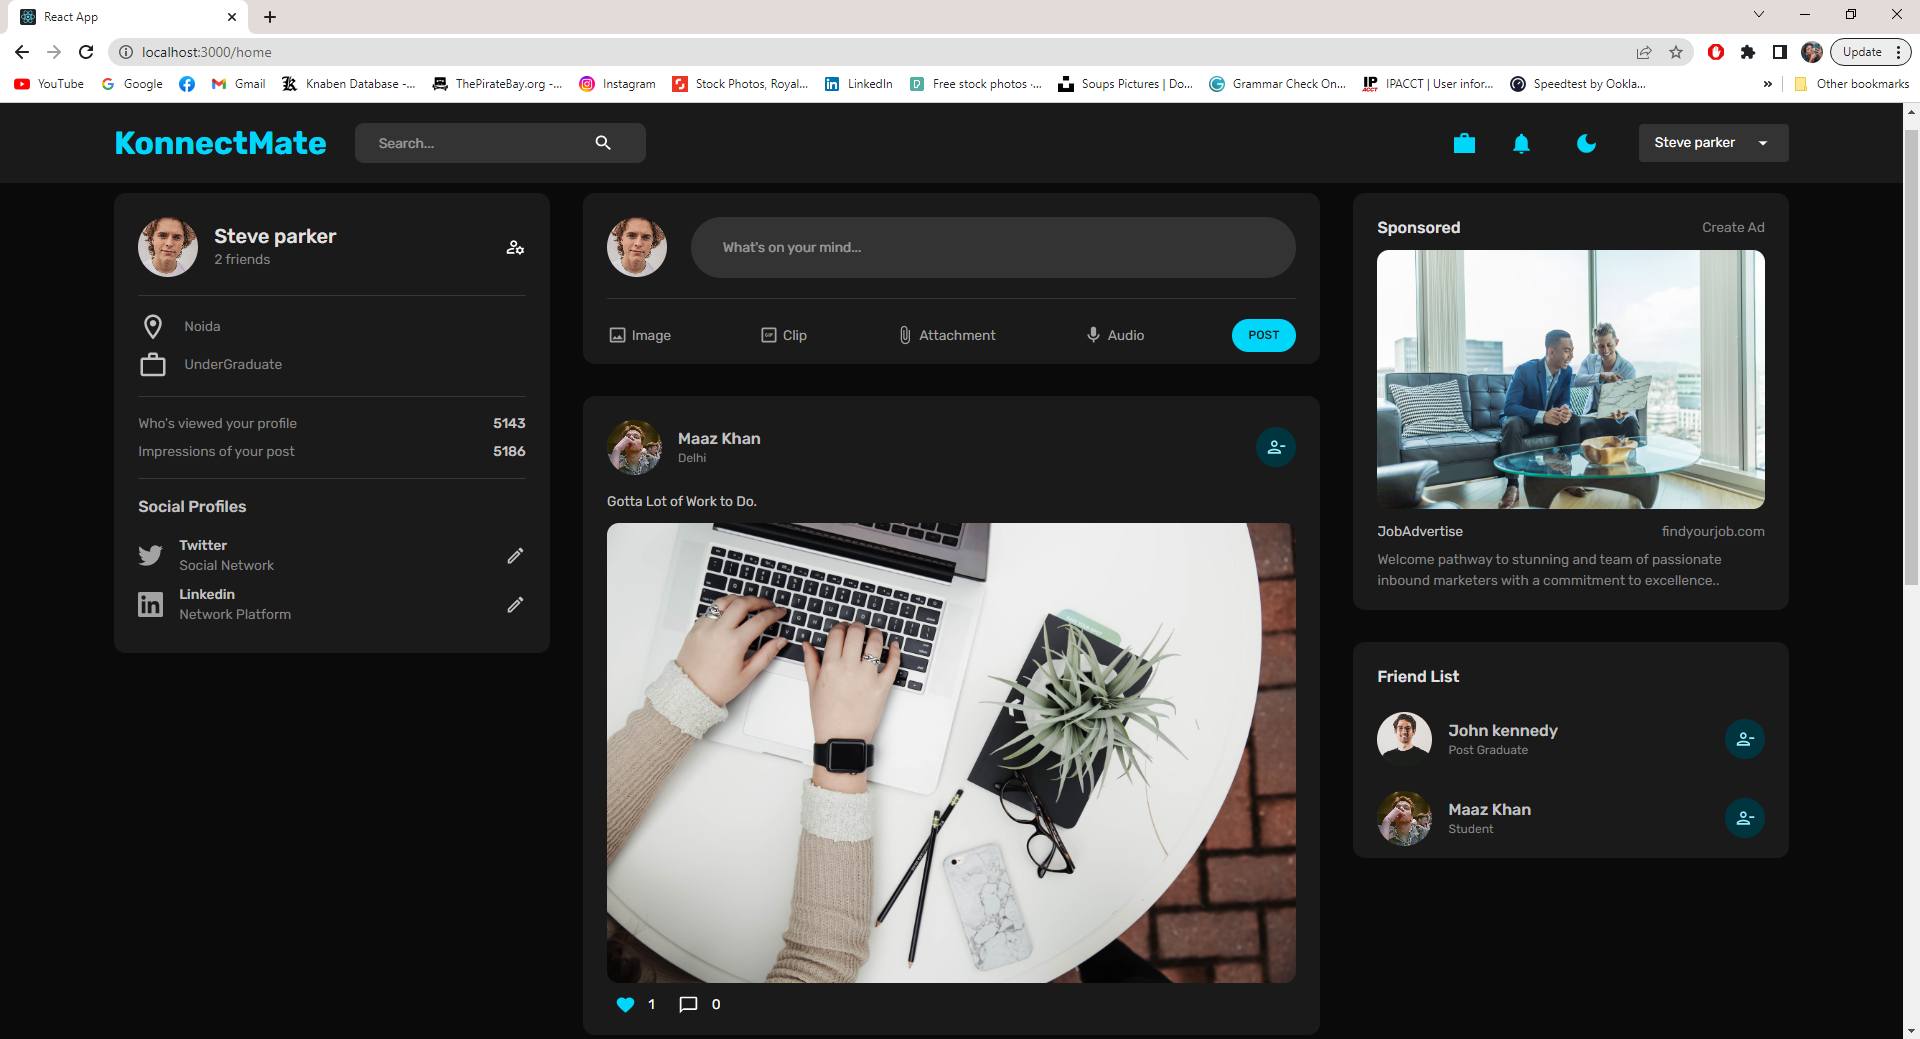 React App
localhost:3000/home
Update
YouTube
Google
Gmail
Knaben Database -...
ThePirateBay.org -...
Instagram
Stock Photos, Royal...
LinkedIn
Free stock photos ·...
Soups Pictures | Do...
Grammar Check On...
IPACCT | User infor...
Speedtest by Ookla...
»
Other bookmarks
KonnectMate
Search...
Steve parker
Steve parker
2 friends
Noida
UnderGraduate
Who's viewed your profile 5143
Impressions of your post 5186
Social Profiles
Twitter
Social Network
Linkedin
Network Platform
What's on your mind...
Image
GIF
Clip
Attachment
Audio
POST
Maaz Khan
Delhi
Gotta Lot of Work to Do.
1
0
Sponsored
Create Ad
JobAdvertise
findyourjob.com
Welcome pathway to stunning and team of passionate
inbound marketers with a commitment to excellence..
Friend List
John kennedy
Post Graduate
Maaz Khan
Student